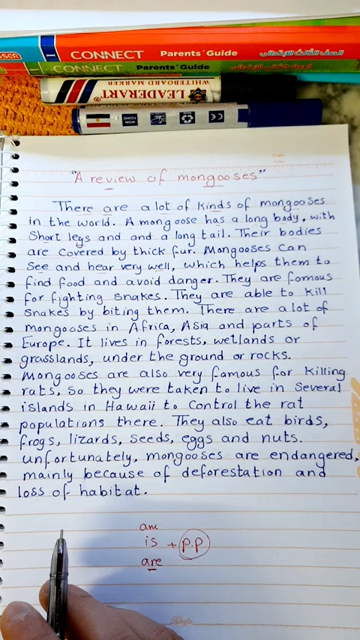 CONNECT Parents' Guide
الصف الثالث الابتدائي
CONNECT Parents' Guide
LEADERART
WHITEBOARD MARKER
"A review of mongooses"
There are a lot of kinds of mongooses
in the world. A mongoose has a long body, with
short legs and and a long tail. Their bodies
are covered by thick fur. Mongooses can
see and hear very well, which helps them to
find food and avoid danger. They are famous
for fighting snakes. They are able to kill
snakes by biting them. There are a lot of
mongooses in Africa, Asia and parts of
Europe. It lives in forests, wetlands or
grasslands, under the ground or rocks.
Mongooses are also very famous for killing
rats, so they were taken to live in several
islands in Hawaii to control the rat
populations there. They also eat birds,
frogs, lizards, seeds, eggs and nuts.
unfortunately, mongooses are endangered,
mainly because of deforestation and
loss of habitat.
am
is + p.p
are